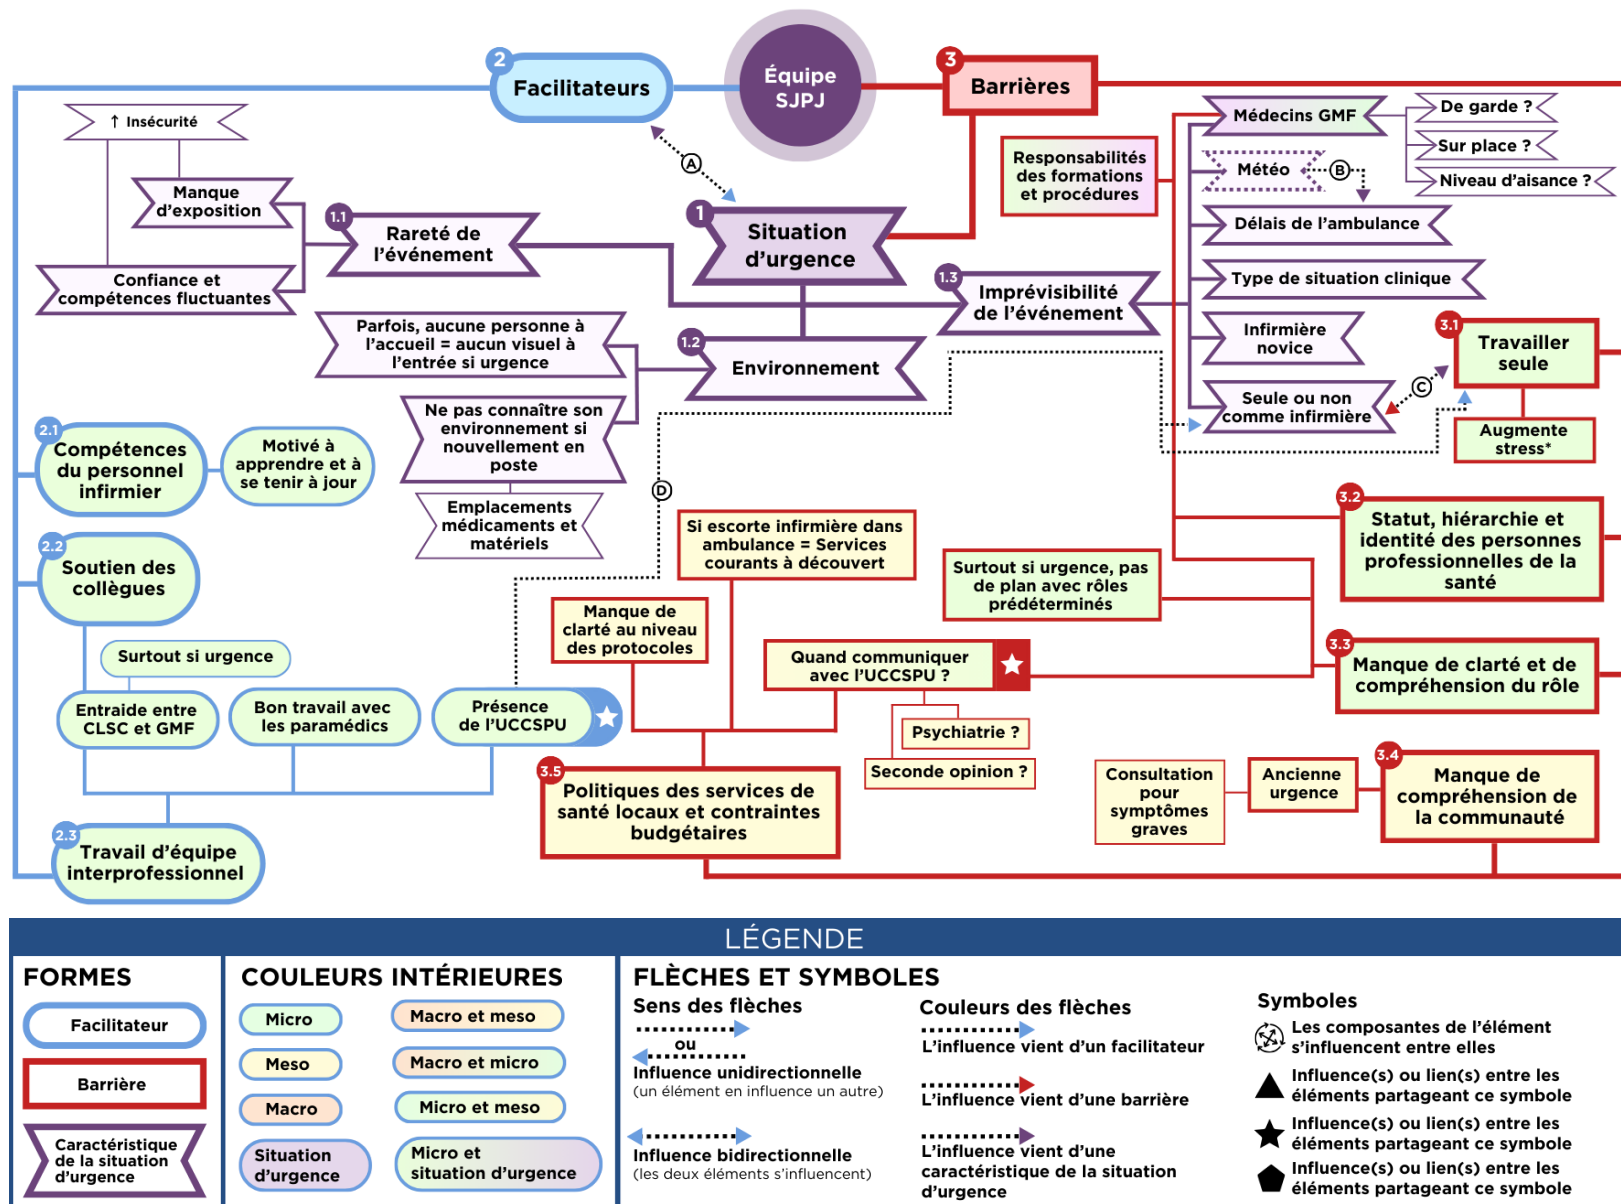 2
Facilitateurs
Équipe
SJPJ
3
Barrières
↑ Insécurité
Manque
d'exposition
1.1
Rareté de
l'événement
Confiance et
compétences fluctuantes
A
1
Situation
d'urgence
Responsabilités
des formations
et procédures
Médecins GMF
De garde ?
Sur place ?
Niveau d'aisance ?
Météo
B
Délais de l'ambulance
Type de situation clinique
1.3
Imprévisibilité
de l'événement
Infirmière
novice
Seule ou non
comme infirmière
C
3.1
Travailler
seule
Augmente
stress*
Parfois, aucune personne à
l'accueil = aucun visuel à
l'entrée si urgence
1.2
Environnement
Ne pas connaître son
environnement si
nouvellement en
poste
Emplacements
médicaments et
matériels
2.1
Compétences
du personnel
infirmier
Motivé à
apprendre et à
se tenir à jour
D
2.2
Soutien des
collègues
Surtout si urgence
Entraide entre
CLSC et GMF
Bon travail avec
les paramédics
Présence
de l'UCCSPU
2.3
Travail d'équipe
interprofessionnel
Si escorte infirmière dans
ambulance = Services
courants à découvert
Manque de
clarté au niveau
des protocoles
Quand communiquer
avec l'UCCSPU ?
Psychiatrie ?
Seconde opinion ?
3.5
Politiques des services de
santé locaux et contraintes
budgétaires
Surtout si urgence, pas
de plan avec rôles
prédéterminés
3.2
Statut, hiérarchie et
identité des personnes
professionnelles de la
santé
3.3
Manque de clarté et de
compréhension du rôle
3.4
Manque de
compréhension de
la communauté
Ancienne
urgence
Consultation
pour
symptômes
graves
LÉGENDE
FORMES
Facilitateur
Barrière
Caractéristique
de la situation
d'urgence
COULEURS INTÉRIEURES
Micro
Macro et meso
Meso
Macro et micro
Macro
Micro et meso
Situation
d'urgence
Micro et
situation d'urgence
FLÈCHES ET SYMBOLES
Sens des flèches
ou
Influence unidirectionnelle
(un élément en influence un autre)
Influence bidirectionnelle
(les deux éléments s'influencent)
Couleurs des flèches
L'influence vient d'un facilitateur
L'influence vient d'une barrière
L'influence vient d'une
caractéristique de la situation
d'urgence
Symboles
Les composantes de l'élément
s'influencent entre elles
Influence(s) ou lien(s) entre les
éléments partageant ce symbole
Influence(s) ou lien(s) entre les
éléments partageant ce symbole
Influence(s) ou lien(s) entre les
éléments partageant ce symbole